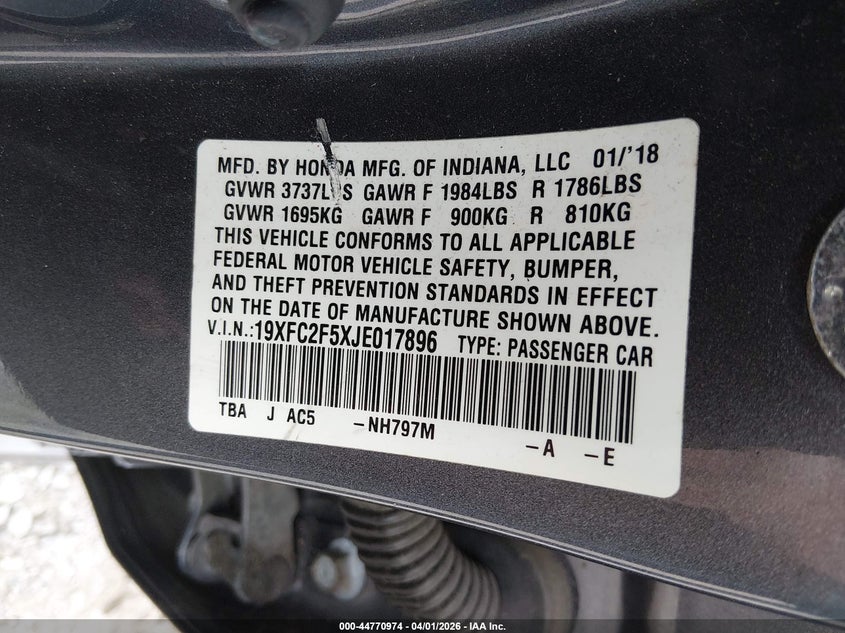 MFD. BY HONDA MFG. OF INDIANA, LLC 01/'18
GVWR 3737LBS GAWR F 1984LBS R 1786LBS
GVWR 1695KG GAWR F 900KG R 810KG
THIS VEHICLE CONFORMS TO ALL APPLICABLE
FEDERAL MOTOR VEHICLE SAFETY, BUMPER,
AND THEFT PREVENTION STANDARDS IN EFFECT
ON THE DATE OF MANUFACTURE SHOWN ABOVE.
V.I.N.:19XFC2F5XJE017896 TYPE: PASSENGER CAR
TBA J AC5 -NH797M -A -E
000-44770974 / 04/01/2026 - IAA Inc.